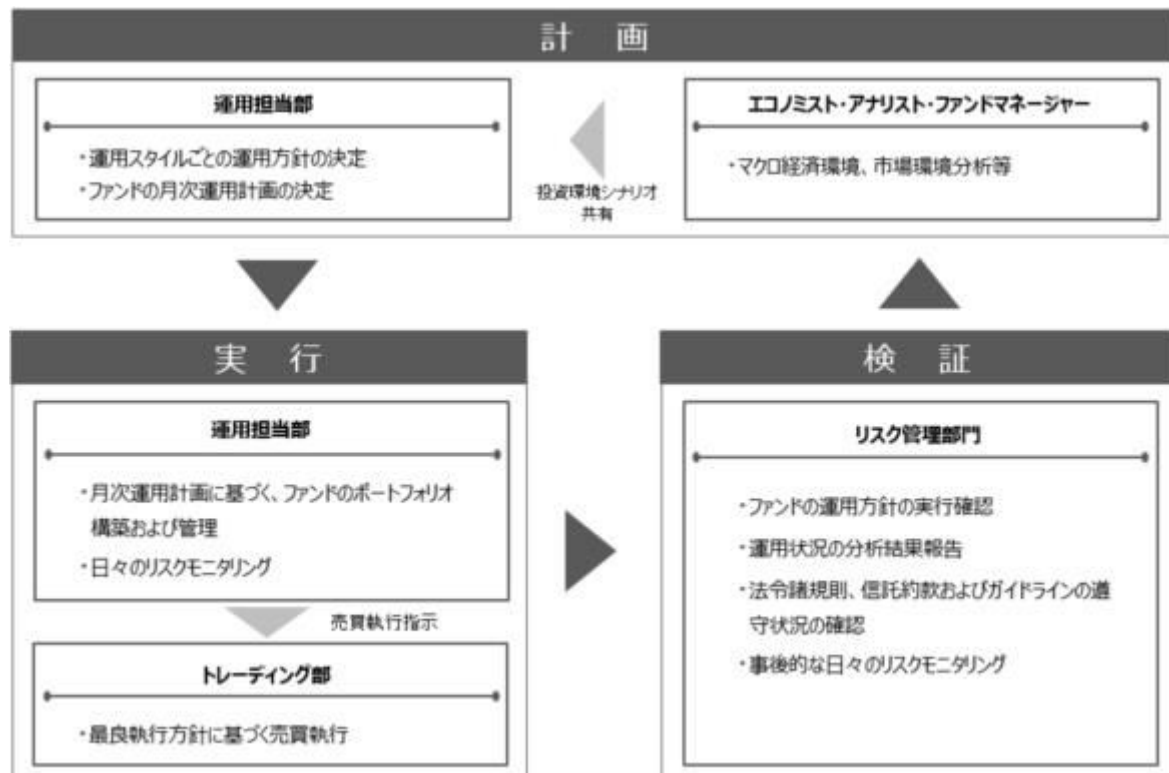 計 画
運用担当部
・運用スタイルごとの運用方針の決定
・ファンドの月次運用計画の決定
投資環境シナリオ
共有
エコノミスト・アナリスト・ファンドマネージャー
・マクロ経済環境、市場環境分析等
実 行
運用担当部
・月次運用計画に基づく、ファンドのポートフォリオ
構築および管理
・日々のリスクモニタリング
売買執行指示
トレーディング部
・最良執行方針に基づく売買執行
検 証
リスク管理部門
・ファンドの運用方針の実行確認
・運用状況の分析結果報告
・法令諸規則、信託約款およびガイドラインの遵
守状況の確認
・事後的な日々のリスクモニタリング